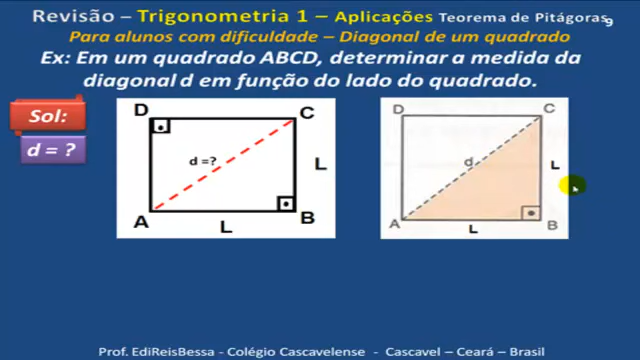 Revisão – Trigonometria 1 – Aplicações Teorema de Pitágoras 9
Para alunos com dificuldade – Diagonal de um quadrado
Ex: Em um quadrado ABCD, determinar a medida da
diagonal d em função do lado do quadrado.
Sol:
d = ?
D C
d =?
L
A B
L
D C
d
L
A B
L
Prof. EdiReisBessa - Colégio Cascavelense - Cascavel – Ceará – Brasil